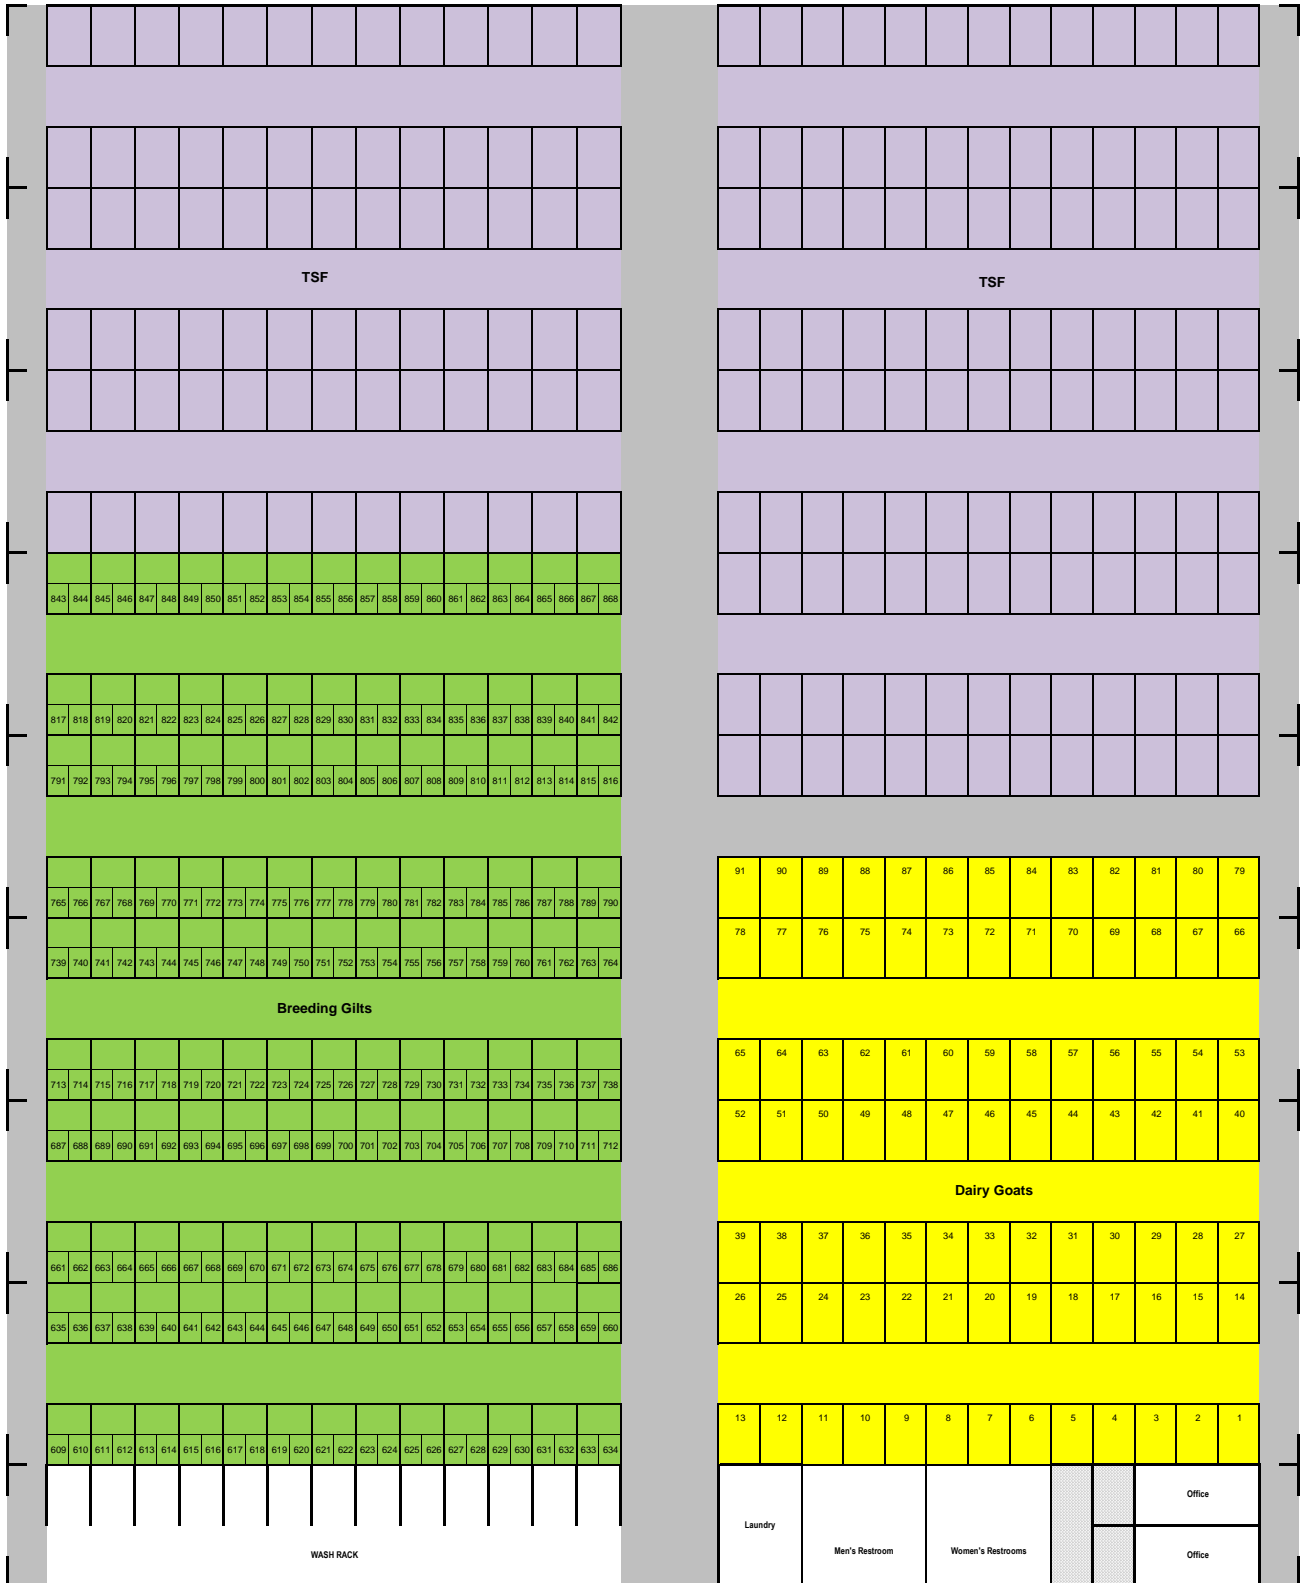 TSF
TSF
843 844 845 846 847 848 849 850 851 852 853 854 855 856 857 858 859 860 861 862 863 864 865 866 867 868
817 818 819 820 821 822 823 824 825 826 827 828 829 830 831 832 833 834 835 836 837 838 839 840 841 842
791 792 793 794 795 796 797 798 799 800 801 802 803 804 805 806 807 808 809 810 811 812 813 814 815 816
91 90 89 88 87 86 85 84 83 82 81 80 79
765 766 767 768 769 770 771 772 773 774 775 776 777 778 779 780 781 782 783 784 785 786 787 788 789 790
78 77 76 75 74 73 72 71 70 69 68 67 66
739 740 741 742 743 744 745 746 747 748 749 750 751 752 753 754 755 756 757 758 759 760 761 762 763 764
Breeding Gilts
65 64 63 62 61 60 59 58 57 56 55 54 53
713 714 715 716 717 718 719 720 721 722 723 724 725 726 727 728 729 730 731 732 733 734 735 736 737 738
52 51 50 49 48 47 46 45 44 43 42 41 40
687 688 689 690 691 692 693 694 695 696 697 698 699 700 701 702 703 704 705 706 707 708 709 710 711 712
Dairy Goats
39 38 37 36 35 34 33 32 31 30 29 28 27
661 662 663 664 665 666 667 668 669 670 671 672 673 674 675 676 677 678 679 680 681 682 683 684 685 686
26 25 24 23 22 21 20 19 18 17 16 15 14
635 636 637 638 639 640 641 642 643 644 645 646 647 648 649 650 651 652 653 654 655 656 657 658 659 660
13 12 11 10 9 8 7 6 5 4 3 2 1
609 610 611 612 613 614 615 616 617 618 619 620 621 622 623 624 625 626 627 628 629 630 631 632 633 634
Office
Laundry
Men's Restroom
Women's Restrooms
WASH RACK
Office